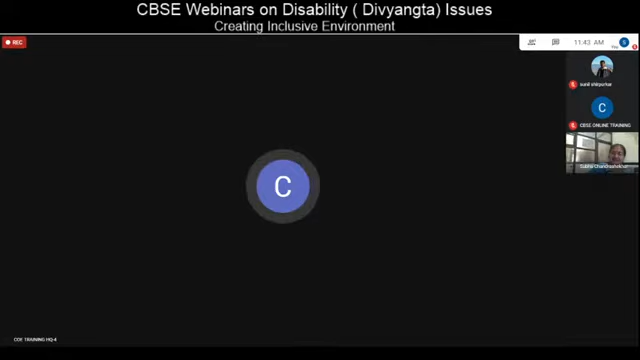 CBSE Webinars on Disability ( Divyangta) Issues
Creating Inclusive Environment
REC
11:43 AM
S
You
sunil shirpurkar
C
CBSE ONLINE TRAINING
C
COE TRAINING HQ-4